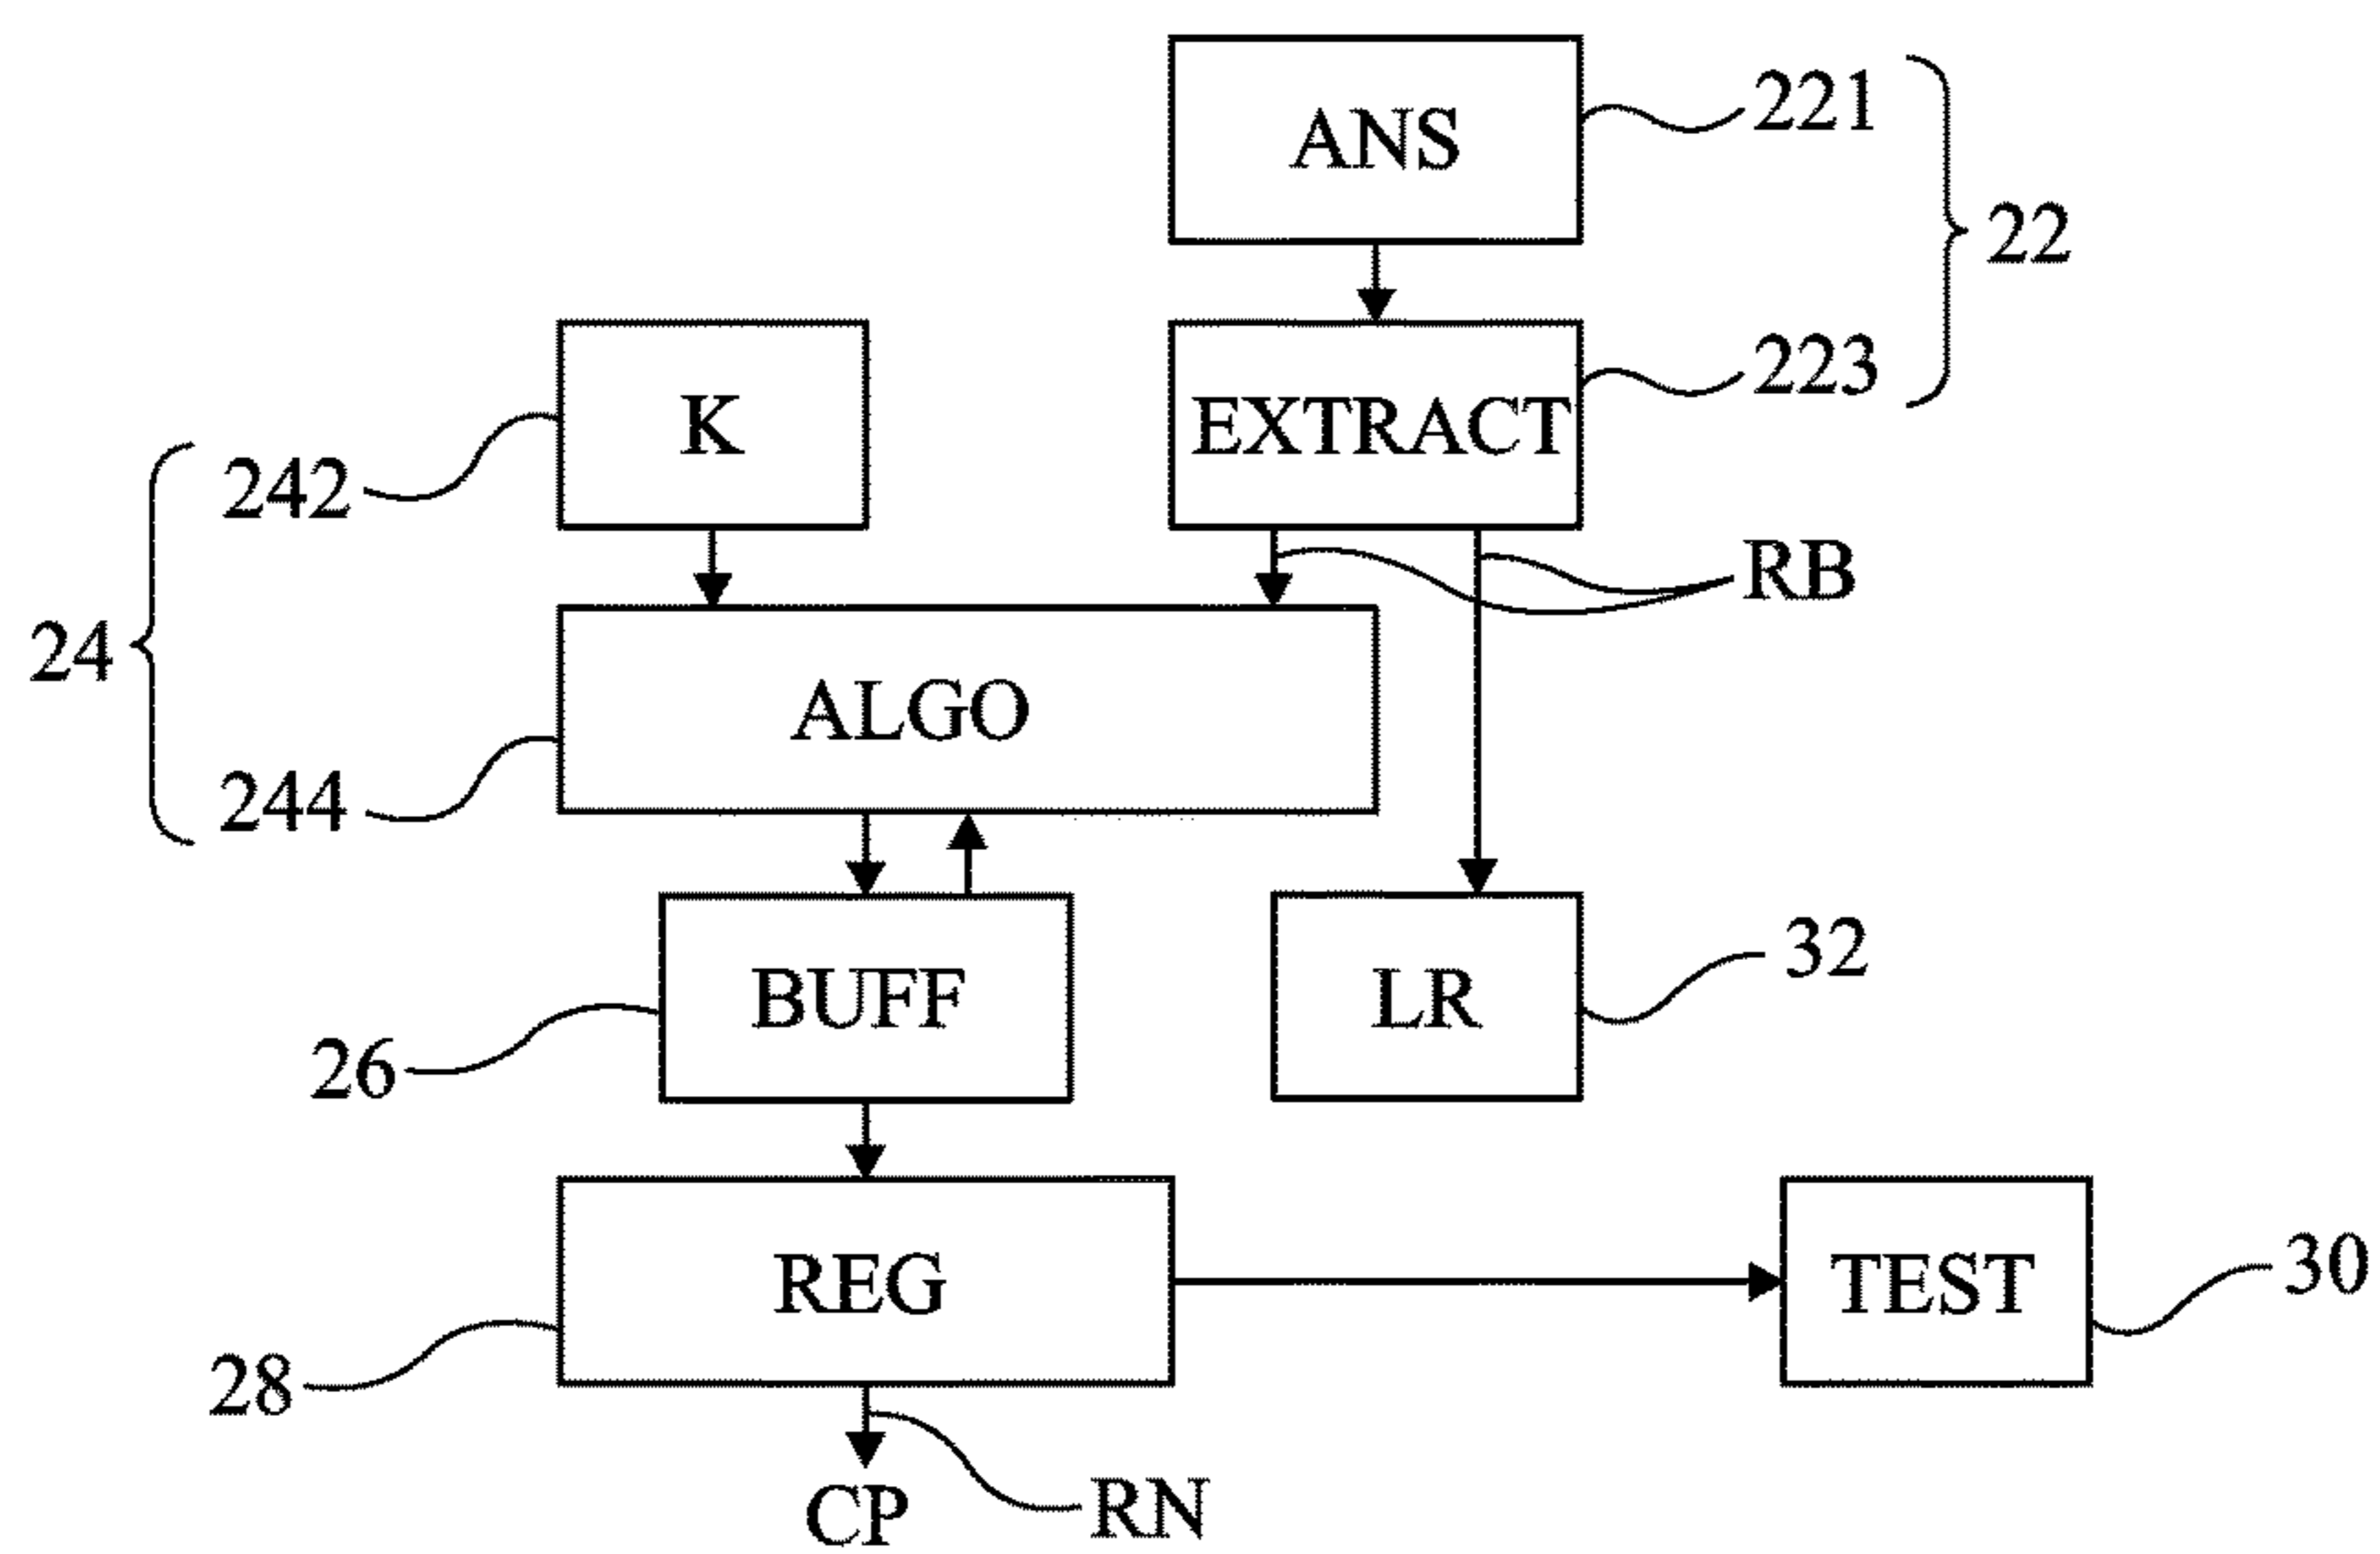 ANS
221
22
K
EXTRACT
223
242
RB
24
ALGO
244
BUFF
LR
32
26
REG
TEST
30
28
CP
RN